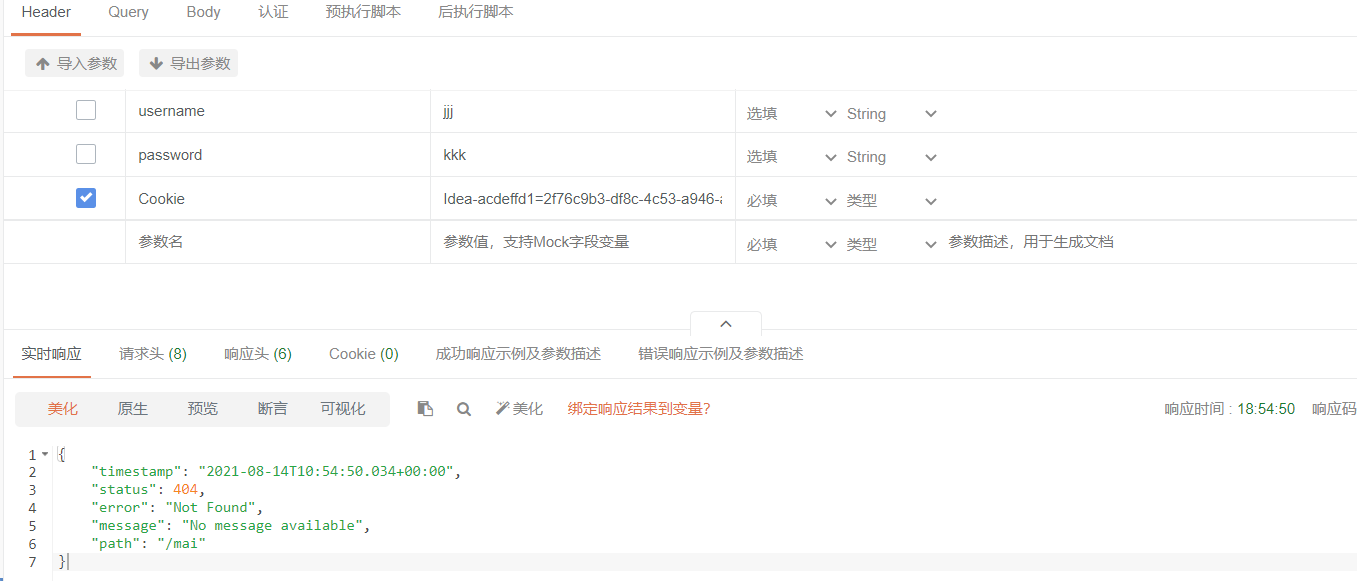 Header Query Body 认证 预执行脚本 后执行脚本
导入参数 导出参数
username jjj 选填 String
password kkk 选填 String
Cookie Idea-acdeffd1=2f76c9b3-df8c-4c53-a946- 必填 类型
参数名 参数值，支持Mock字段变量 必填 类型 参数描述，用于生成文档
实时响应 请求头 (8) 响应头 (6) Cookie (0) 成功响应示例及参数描述 错误响应示例及参数描述
美化 原生 预览 断言 可视化 美化 绑定响应结果到变量? 响应时间 : 18:54:50 响应码
1 {
2 "timestamp": "2021-08-14T10:54:50.034+00:00",
3 "status": 404,
4 "error": "Not Found",
5 "message": "No message available",
6 "path": "/mai"
7 }